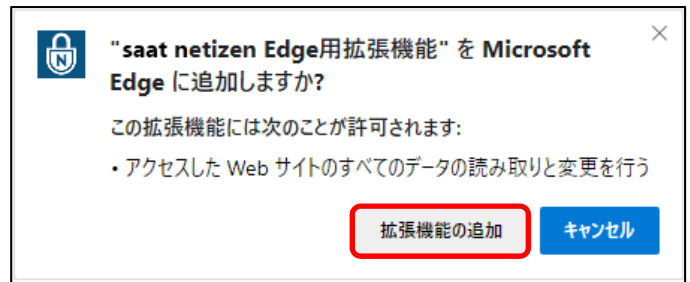 "saat netizen Edge用拡張機能" を Microsoft
Edge に追加しますか?
この拡張機能には次のことが許可されます:
• アクセスした Web サイトのすべてのデータの読み取りと変更を行う
拡張機能の追加 キャンセル